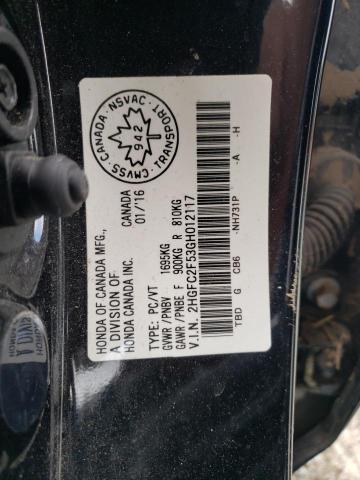 HONDA OF CANADA MFG.,
A DIVISION OF
HONDA CANADA INC.
CANADA
01/16
TYPE: PC/VT
GVWR/PNBV 1695KG
GAWR/PNBE F 900KG R 810KG
V.I.N. 2HGFC2F53GH012117
TBD G CB6 -NH731P -A -H
CANADA · NSVAC · TRANSPORT · CMVSS
942